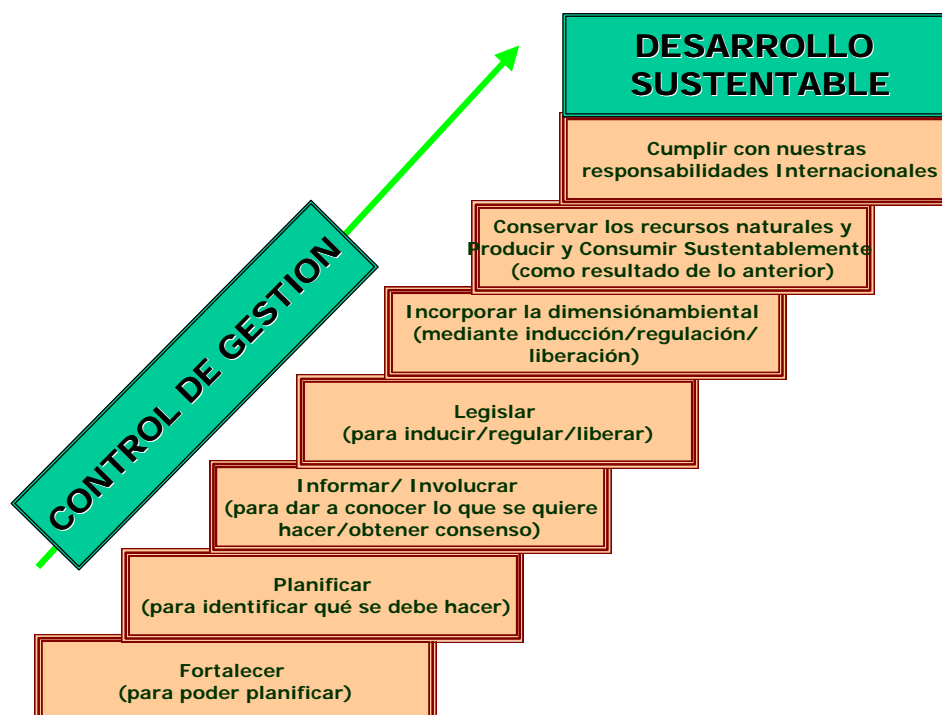 DESARROLLO
SUSTENTABLE
Cumplir con nuestras
responsabilidades Internacionales
Conservar los recursos naturales y
Producir y Consumir Sustentablemente
(como resultado de lo anterior)
Incorporar la dimensiónambiental
(mediante inducción/regulación/
liberación)
Legislar
(para inducir/regular/liberar)
Informar/ Involucrar
(para dar a conocer lo que se quiere
hacer/obtener consenso)
Planificar
(para identificar qué se debe hacer)
Fortalecer
(para poder planificar)
CONTROL DE GESTION